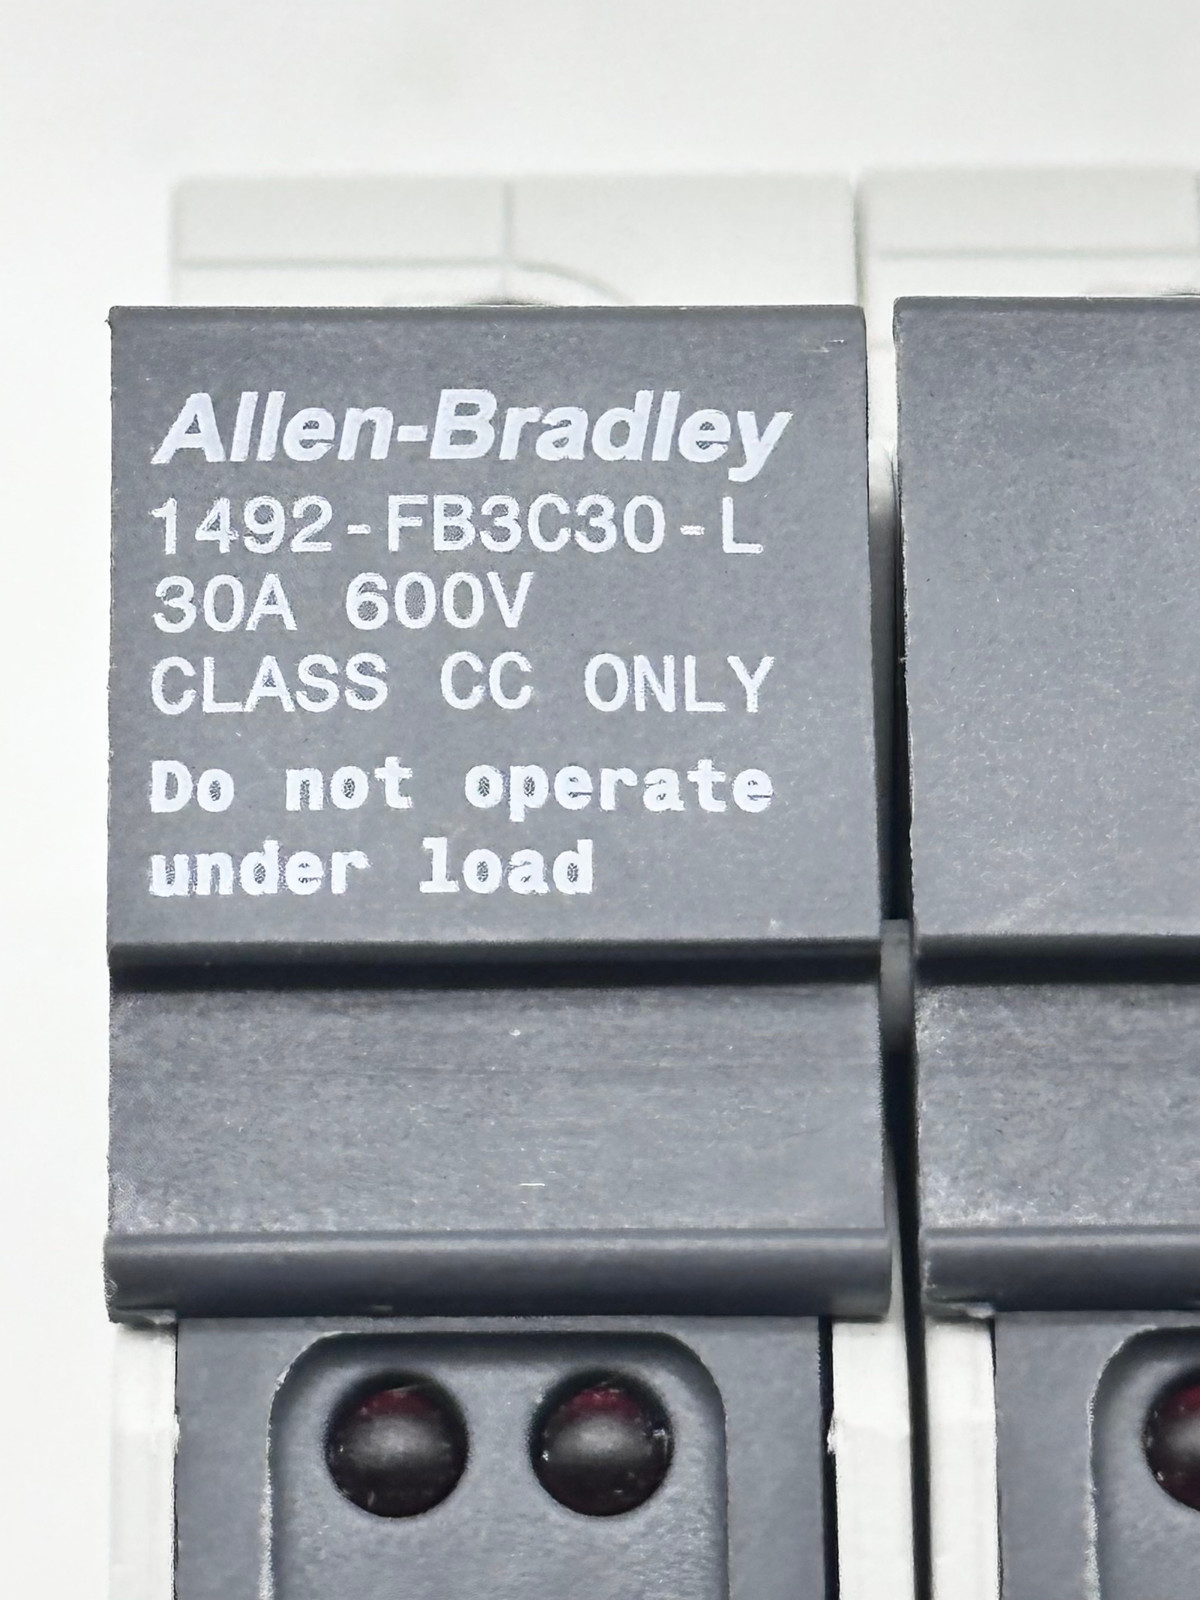 Allen-Bradley
1492-FB3C30-L
30A 600V
CLASS CC ONLY
Do not operate
under load